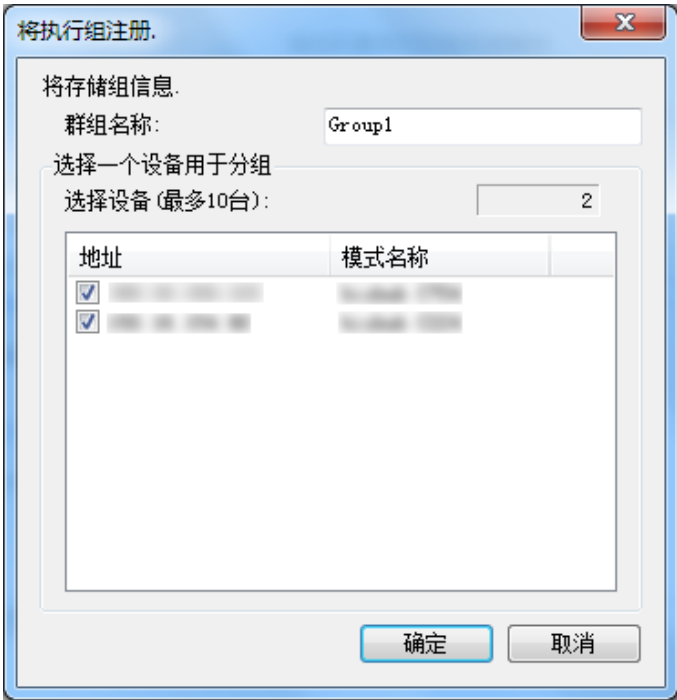 将执行组注册.
将存储组信息.
群组名称: Group1
选择一个设备用于分组
选择设备(最多10台): 2
地址 模式名称
确定 取消